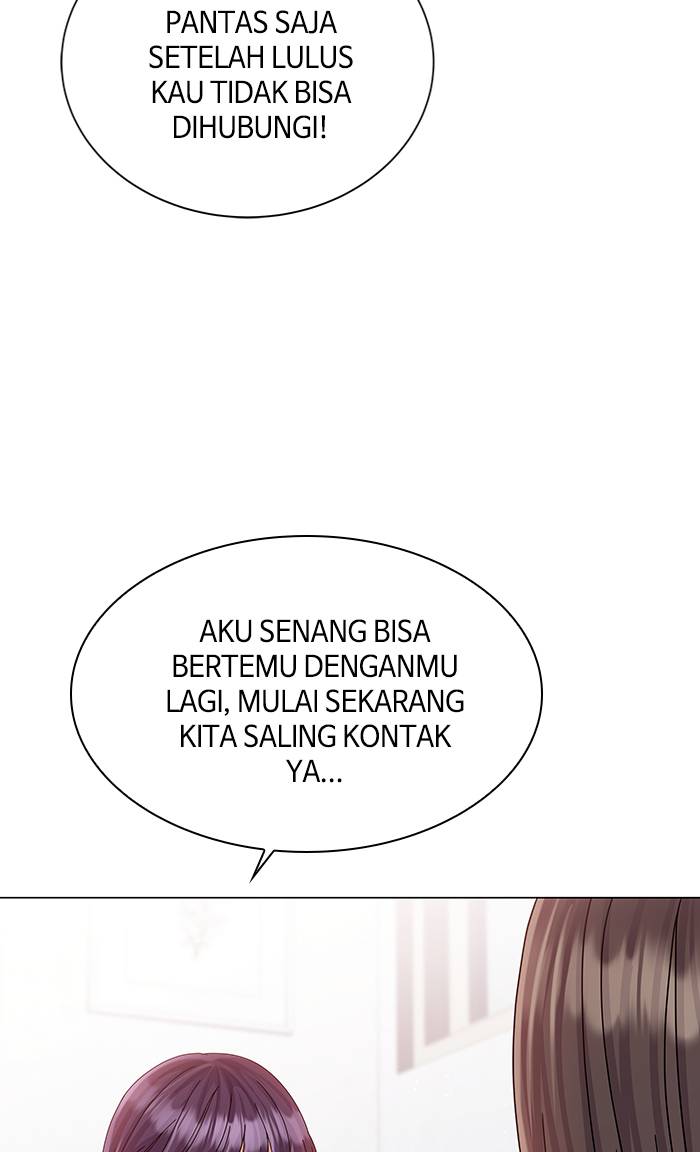 PANTAS SAJA
SETELAH LULUS
KAU TIDAK BISA
DIHUBUNGI!
AKU SENANG BISA
BERTEMU DENGANMU
LAGI, MULAI SEKARANG
KITA SALING KONTAK
YA...